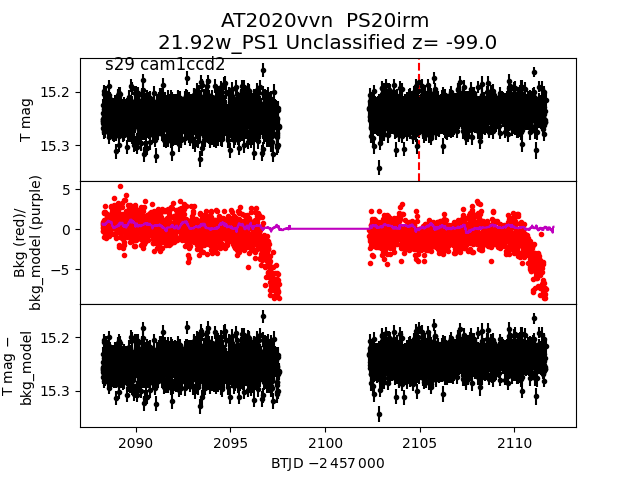 AT2020vvn  PS20irm
21.92w_PS1 Unclassified z= -99.0
s29 cam1ccd2
T mag
15.2
15.3
Bkg (red)/
bkg_model (purple)
5
0
−5
T mag −
bkg_model
15.2
15.3
2090
2095
2100
2105
2110
BTJD −2 457 000